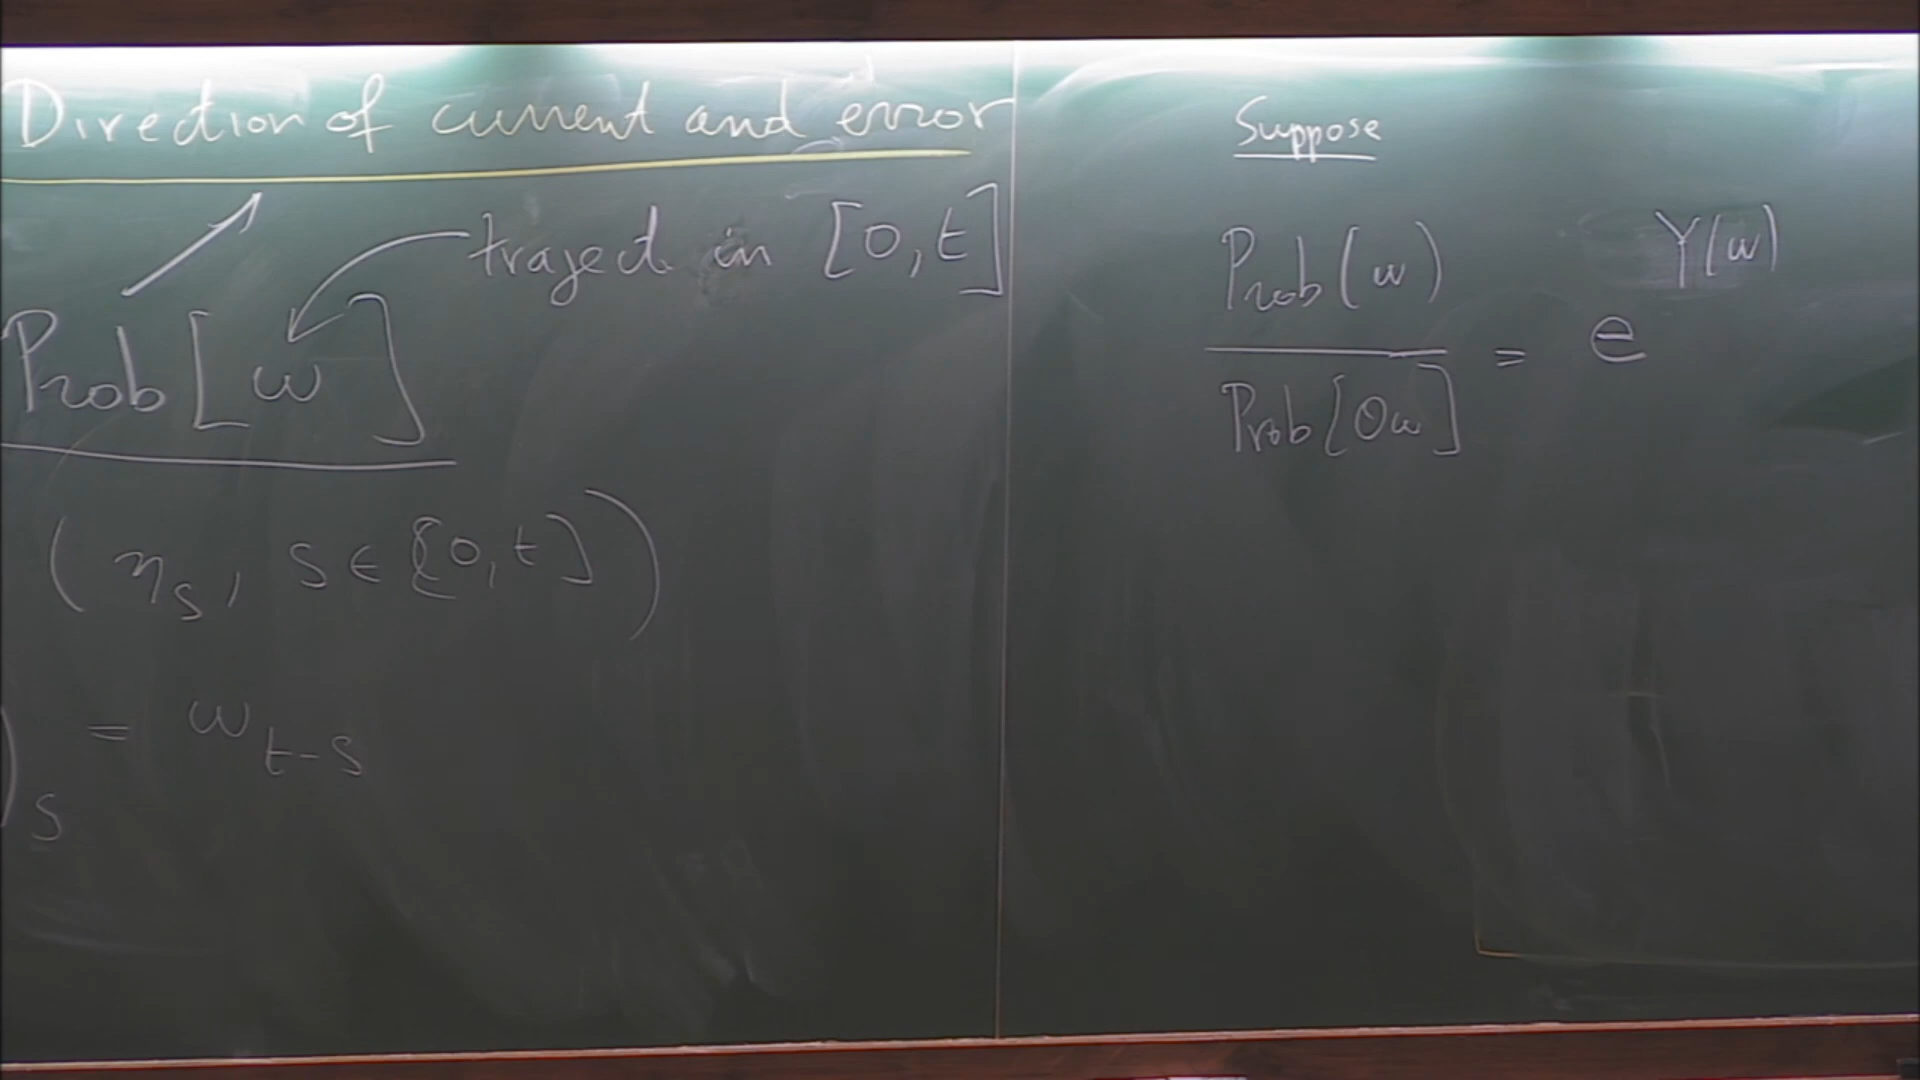 Direction of current and error
traject. in [0,t]
Prob[ω]
(η_s, s ∈ [0,t])
)_s = ω_{t-s}
Suppose
Prob(ω)
Prob[Θω]
= e^{Y(ω)}